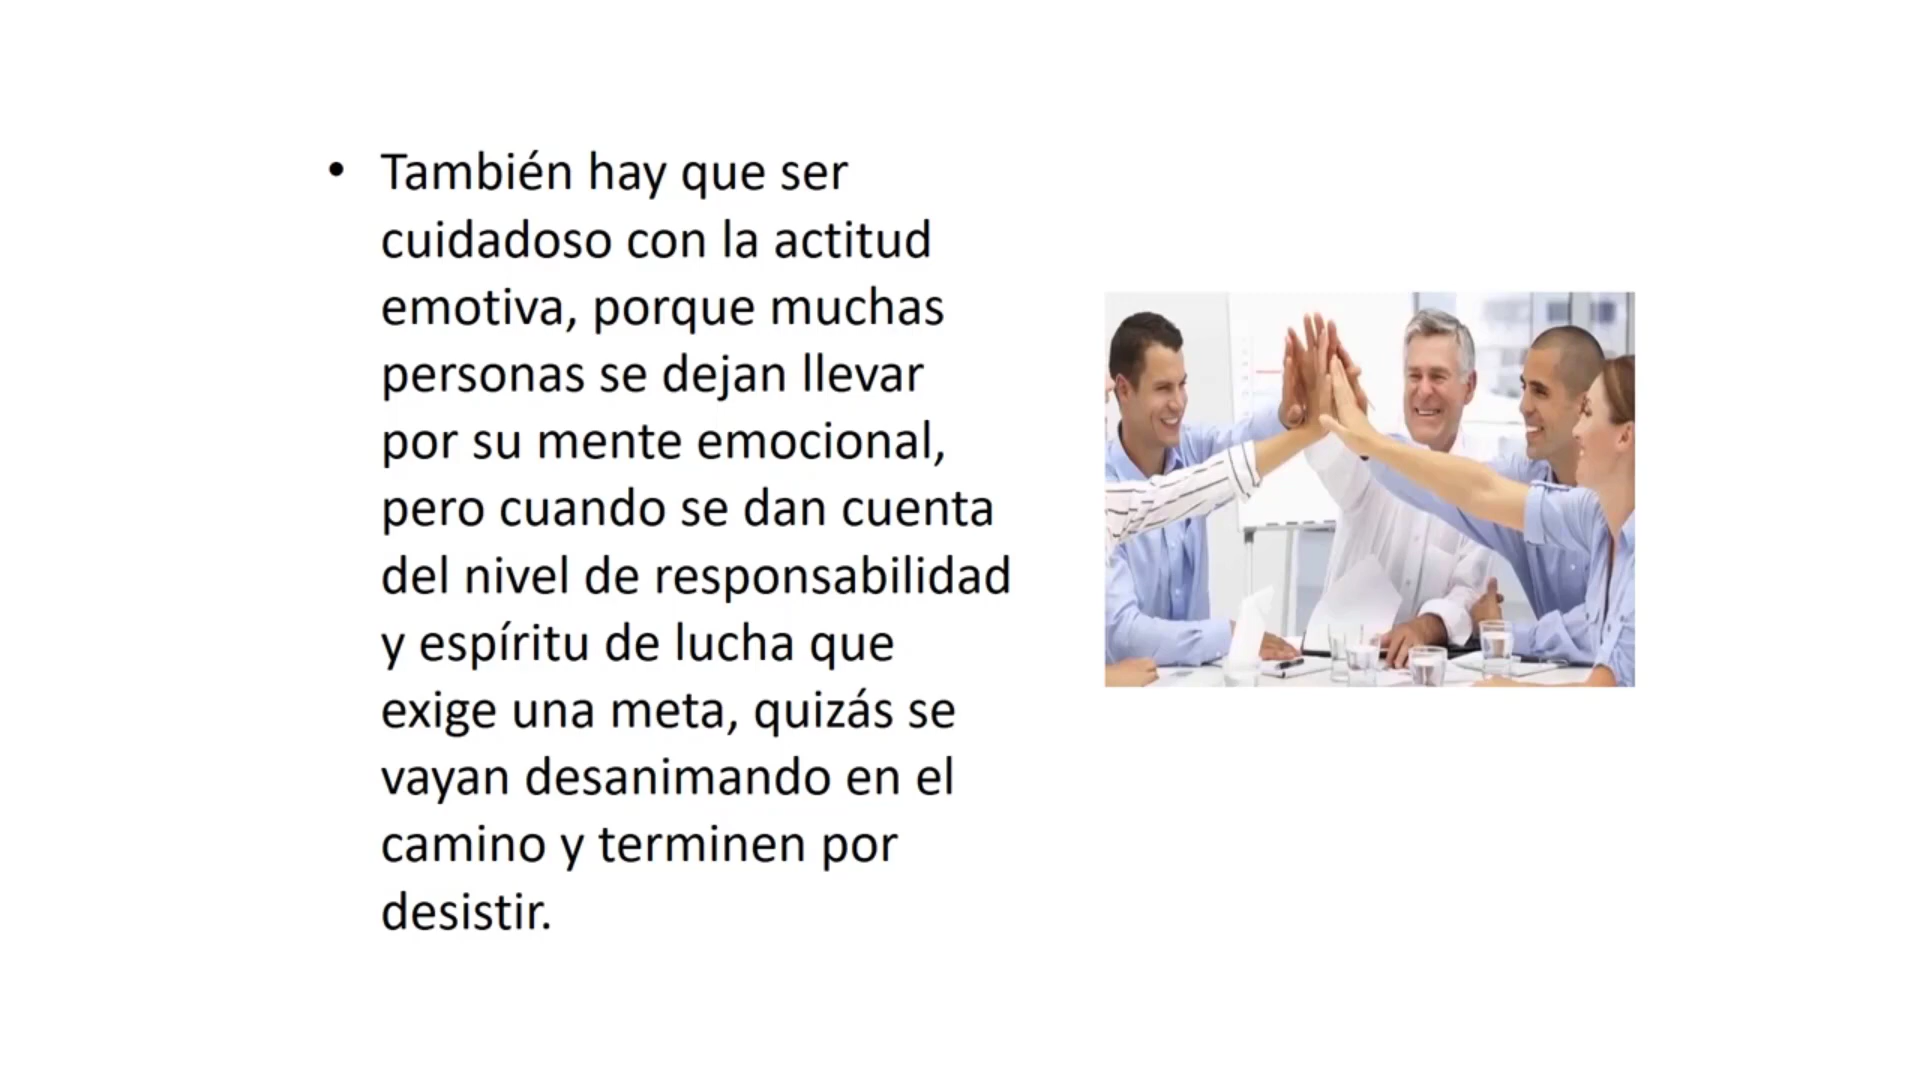 • También hay que ser
cuidadoso con la actitud
emotiva, porque muchas
personas se dejan llevar
por su mente emocional,
pero cuando se dan cuenta
del nivel de responsabilidad
y espíritu de lucha que
exige una meta, quizás se
vayan desanimando en el
camino y terminen por
desistir.